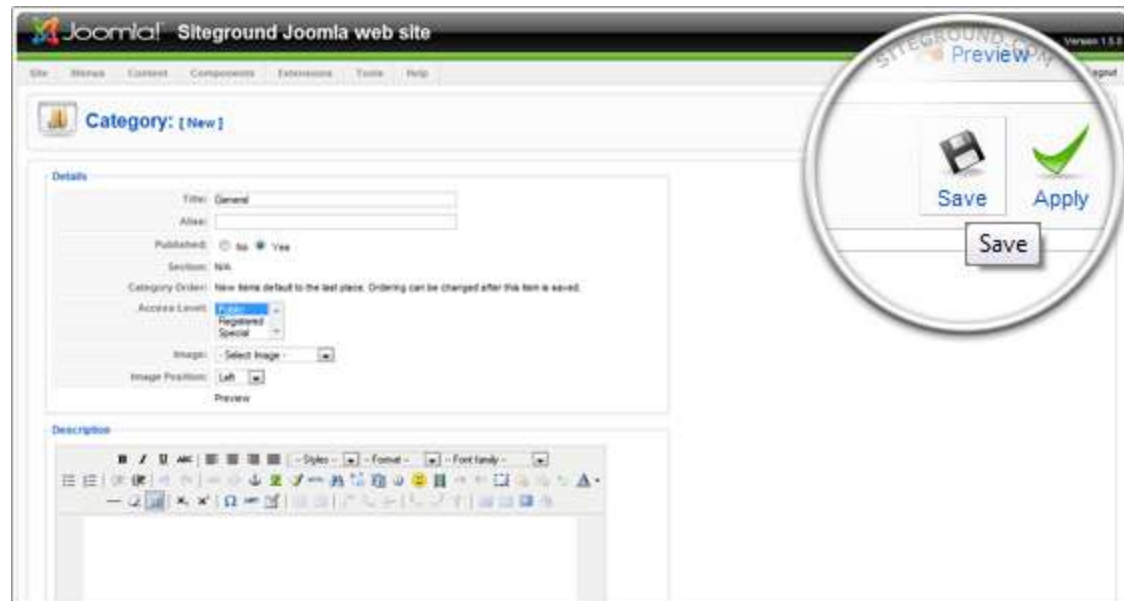 Joomla! Siteground Joomla web site
Version 1.5.
SITEGROUND.COM
Preview
Site Menus Content Components Extensions Tools Help
Category: [ New ]
Save Apply
Save
Details
Title: General
Alias:
Published: No Yes
Section: N/A
Category Order: New items default to the last place. Ordering can be changed after this item is saved.
Access Level: Public
Registered
Special
Image: - Select Image -
Image Position: Left
Preview
Description
B I U ABC - Styles - - Format - - Font family -